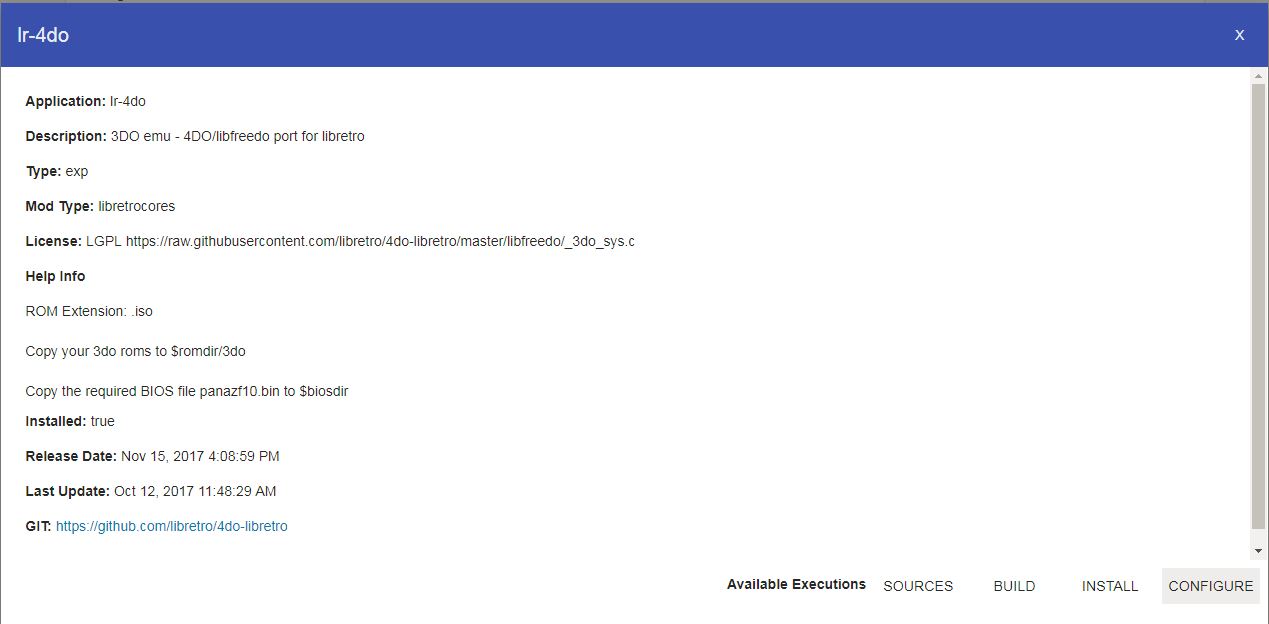 lr-4do
X
Application: lr-4do
Description: 3DO emu - 4DO/libfreedo port for libretro
Type: exp
Mod Type: libretrocores
License: LGPL https://raw.githubusercontent.com/libretro/4do-libretro/master/libfreedo/_3do_sys.c
Help Info
ROM Extension: .iso
Copy your 3do roms to $romdir/3do
Copy the required BIOS file panazf10.bin to $biosdir
Installed: true
Release Date: Nov 15, 2017 4:08:59 PM
Last Update: Oct 12, 2017 11:48:29 AM
GIT: https://github.com/libretro/4do-libretro
Available Executions SOURCES BUILD INSTALL CONFIGURE